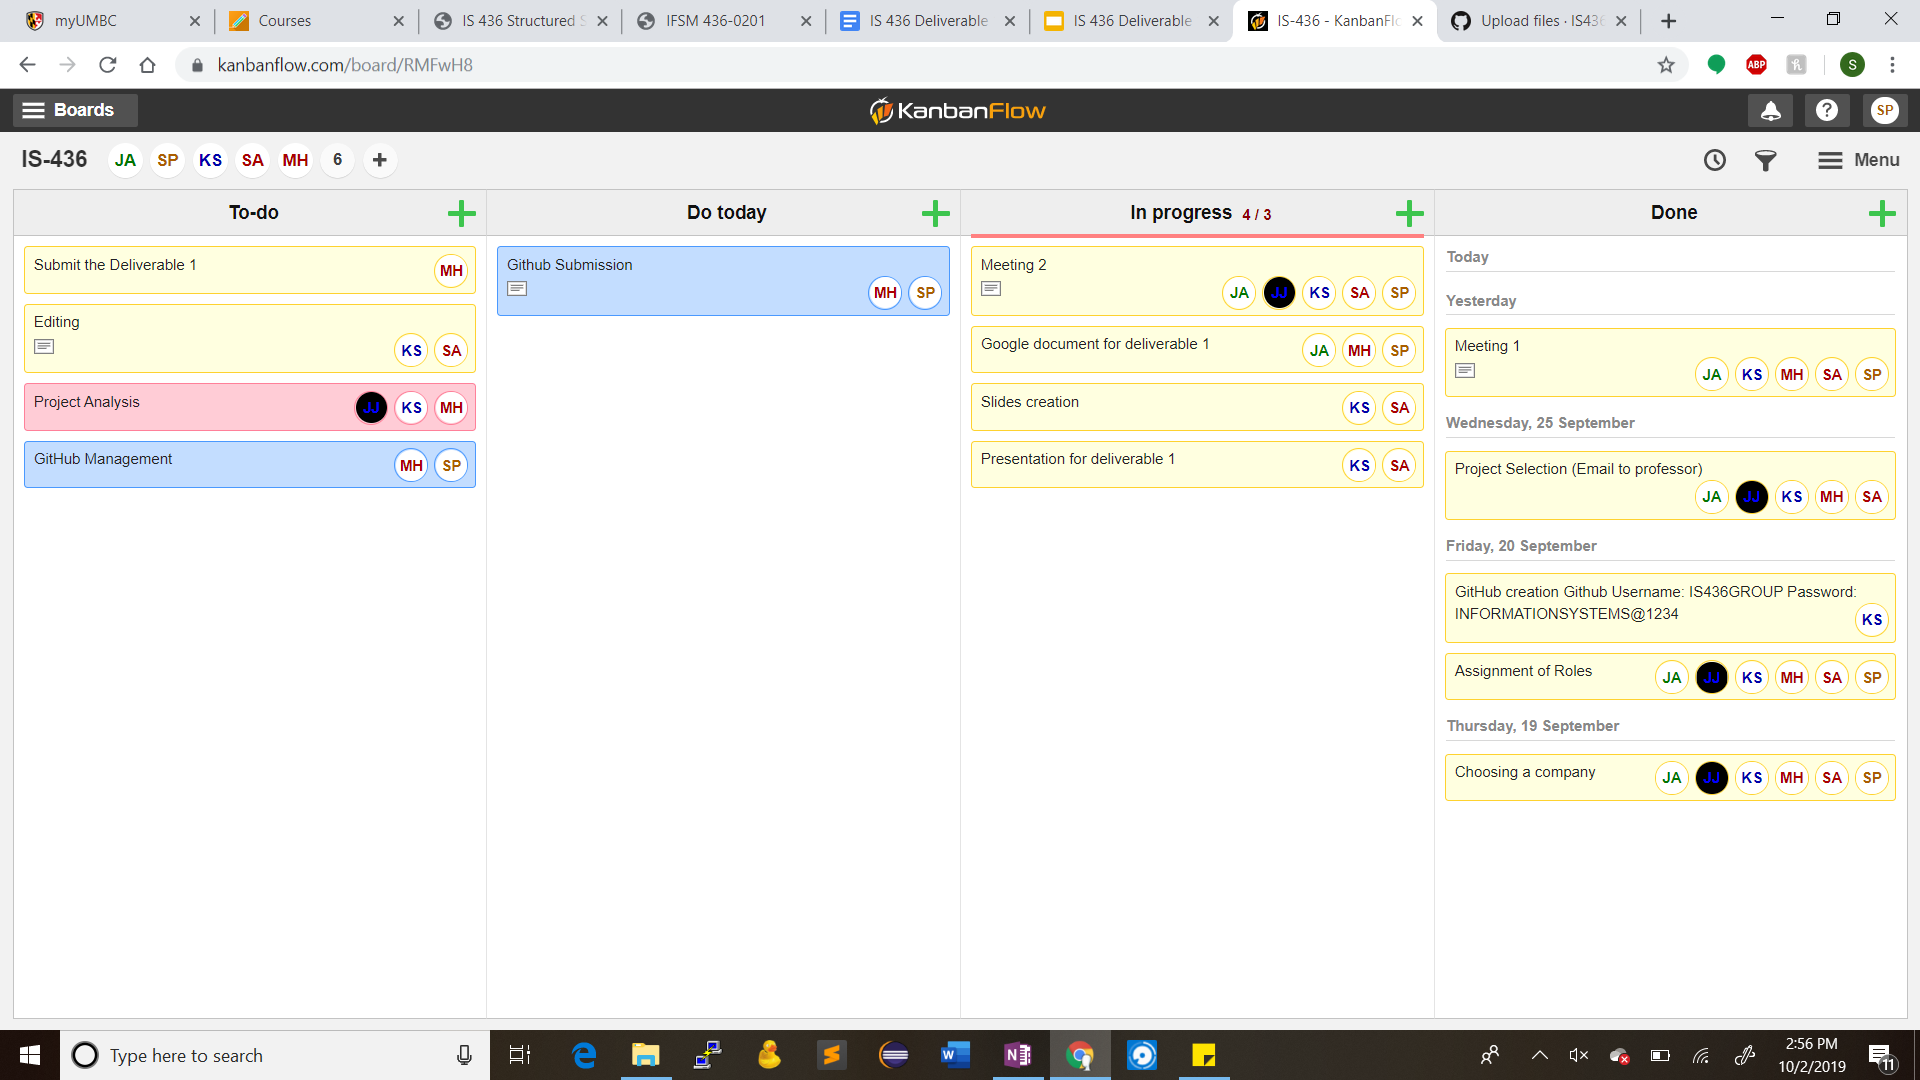 myUMBC
Courses
IS 436 Structured S
IFSM 436-0201
IS 436 Deliverable
IS 436 Deliverable
IS-436 - KanbanFlo
Upload files · IS436
kanbanflow.com/board/RMFwH8
ABP
S
Boards
KanbanFlow
SP
IS-436
JA
SP
KS
SA
MH
6
Menu
To-do
Submit the Deliverable 1
MH
Editing
KS
SA
Project Analysis
JJ
KS
MH
GitHub Management
MH
SP
Do today
Github Submission
MH
SP
In progress 4 / 3
Meeting 2
JA
JJ
KS
SA
SP
Google document for deliverable 1
JA
MH
SP
Slides creation
KS
SA
Presentation for deliverable 1
KS
SA
Done
Today
Yesterday
Meeting 1
JA
KS
MH
SA
SP
Wednesday, 25 September
Project Selection (Email to professor)
JA
JJ
KS
MH
SA
Friday, 20 September
GitHub creation Github Username: IS436GROUP Password:
INFORMATIONSYSTEMS@1234
KS
Assignment of Roles
JA
JJ
KS
MH
SA
SP
Thursday, 19 September
Choosing a company
JA
JJ
KS
MH
SA
SP
Type here to search
2:56 PM
10/2/2019
11